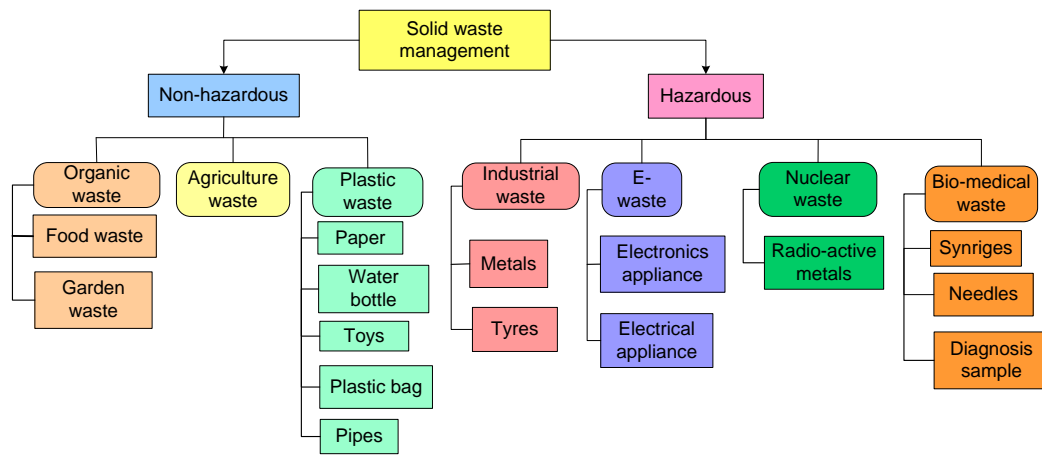 Solid waste
management
Non-hazardous
Hazardous
Organic
waste
Agriculture
waste
Plastic
waste
Industrial
waste
E-
waste
Nuclear
waste
Bio-medical
waste
Food waste
Garden
waste
Paper
Water
bottle
Toys
Plastic bag
Pipes
Metals
Tyres
Electronics
appliance
Electrical
appliance
Radio-active
metals
Synriges
Needles
Diagnosis
sample